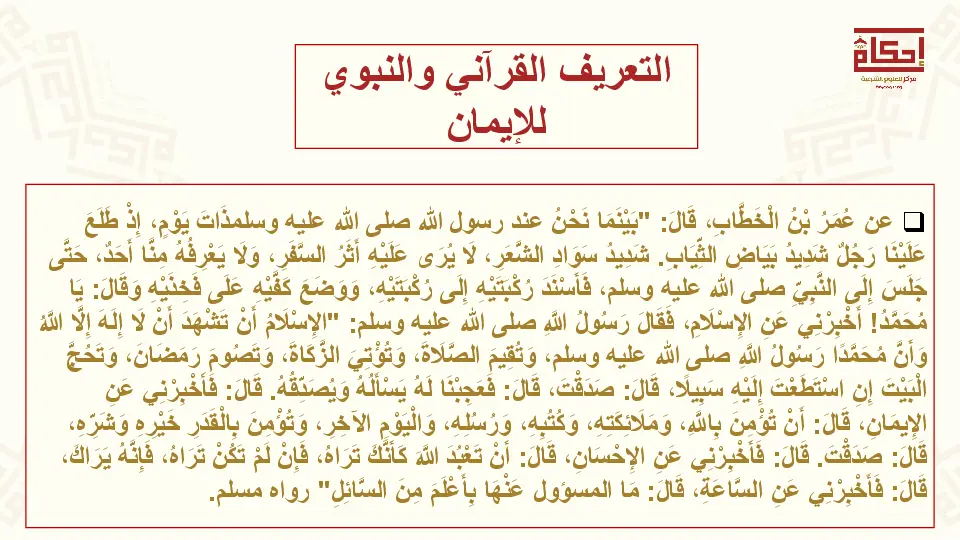 إحكام
مركز للعلوم الشرعية
التعريف القرآني والنبوي
للإيمان
❑ عن عُمَرُ بْنُ الْخَطَّابِ، قَالَ: "بَيْنَمَا نَحْنُ عند رسول الله صلى الله عليه وسلمذَاتَ يَوْمٍ، إِذْ طَلَعَ
عَلَيْنَا رَجُلٌ شَدِيدُ بَيَاضِ الثِّيَابِ. شَدِيدُ سَوَادِ الشَّعَرِ، لَا يُرَى عَلَيْهِ أَثَرُ السَّفَرِ، وَلَا يَعْرِفُهُ مِنَّا أَحَدٌ، حَتَّى
جَلَسَ إِلَى النَّبِيِّ صلى الله عليه وسلم، فَأَسْنَدَ رُكْبَتَيْهِ إِلَى رُكْبَتَيْهِ، وَوَضَعَ كَفَّيْهِ عَلَى فَخِذَيْهِ وَقَالَ: يَا
مُحَمَّدُ! أَخْبِرْنِي عَنِ الإِسْلَامِ، فَقَالَ رَسُولُ اللَّهِ صلى الله عليه وسلم: "الإِسْلَامُ أَنْ تَشْهَدَ أَنْ لَا إِلَهَ إِلَّا اللَّهُ
وَأَنَّ مُحَمَّدًا رَسُولُ اللَّهِ صلى الله عليه وسلم، وَتُقِيمَ الصَّلَاةَ، وَتُؤْتِيَ الزَّكَاةَ، وَتَصُومَ رَمَضَانَ، وَتَحُجَّ
الْبَيْتَ إِنِ اسْتَطَعْتَ إِلَيْهِ سَبِيلًا، قَالَ: صَدَقْتَ، قَالَ: فَعَجِبْنَا لَهُ يَسْأَلُهُ وَيُصَدِّقُهُ. قَالَ: فَأَخْبِرْنِي عَنِ
الإِيمَانِ، قَالَ: أَنْ تُؤْمِنَ بِاللَّهِ، وَمَلَائِكَتِهِ، وَكُتُبِهِ، وَرُسُلِهِ، وَالْيَوْمِ الآخِرِ، وَتُؤْمِنَ بِالْقَدَرِ خَيْرِهِ وَشَرِّهِ،
قَالَ: صَدَقْتَ. قَالَ: فَأَخْبِرْنِي عَنِ الإِحْسَانِ، قَالَ: أَنْ تَعْبُدَ اللَّهَ كَأَنَّكَ تَرَاهُ، فَإِنْ لَمْ تَكُنْ تَرَاهُ، فَإِنَّهُ يَرَاكَ،
قَالَ: فَأَخْبِرْنِي عَنِ السَّاعَةِ، قَالَ: مَا المسؤول عَنْهَا بِأَعْلَمَ مِنَ السَّائِلِ" رواه مسلم.